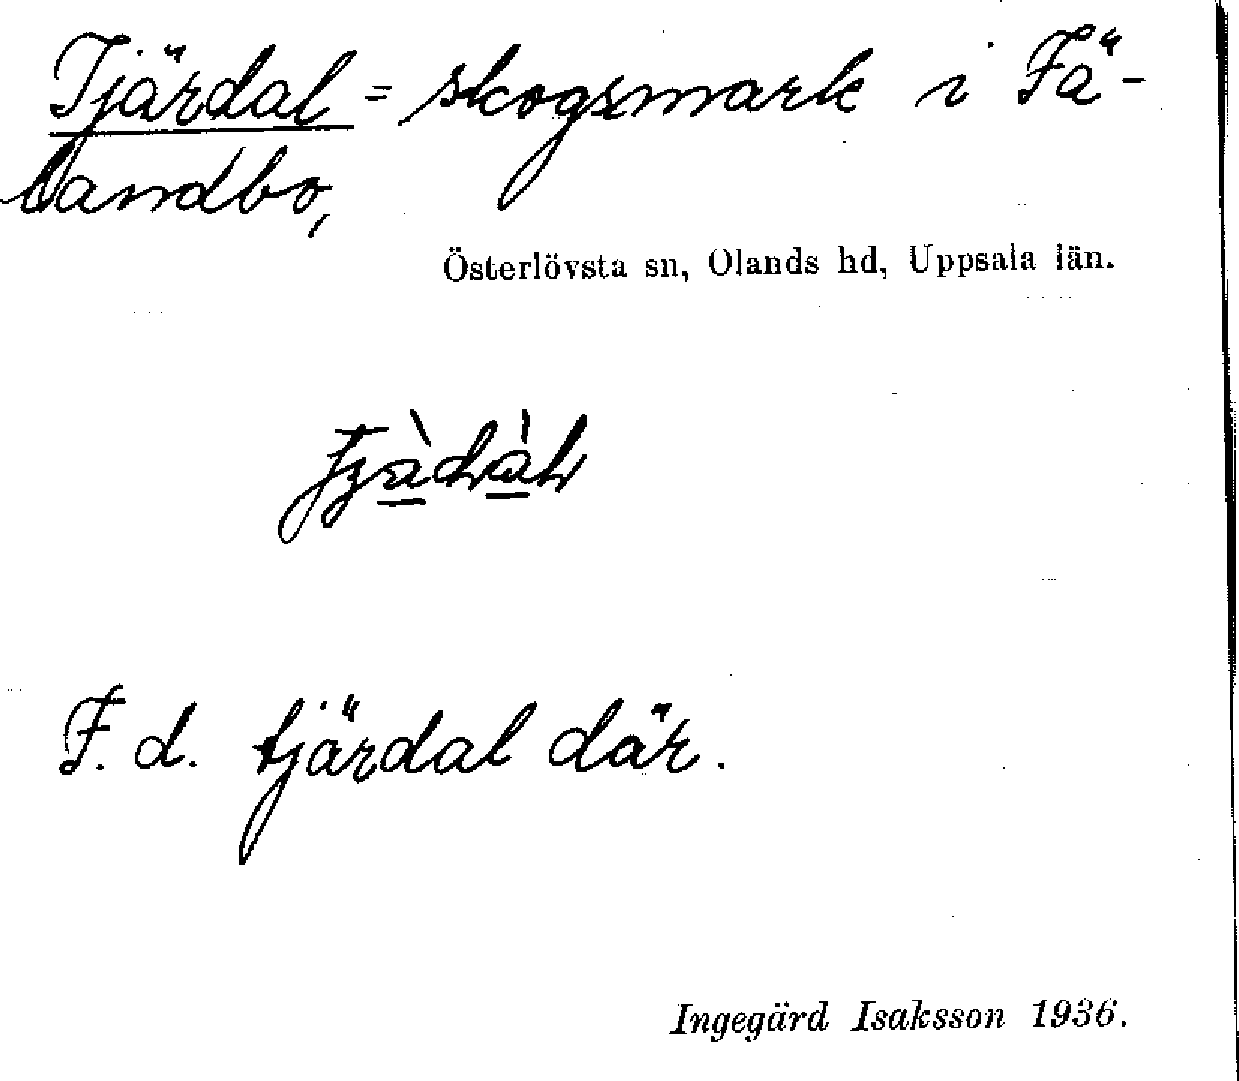 Tjärdal = skogsmark i Fä-
landbo,
Österlövsta sn, Olands hd, Uppsala län.
F. d. tjärdal där.
Ingegärd Isaksson 1936.